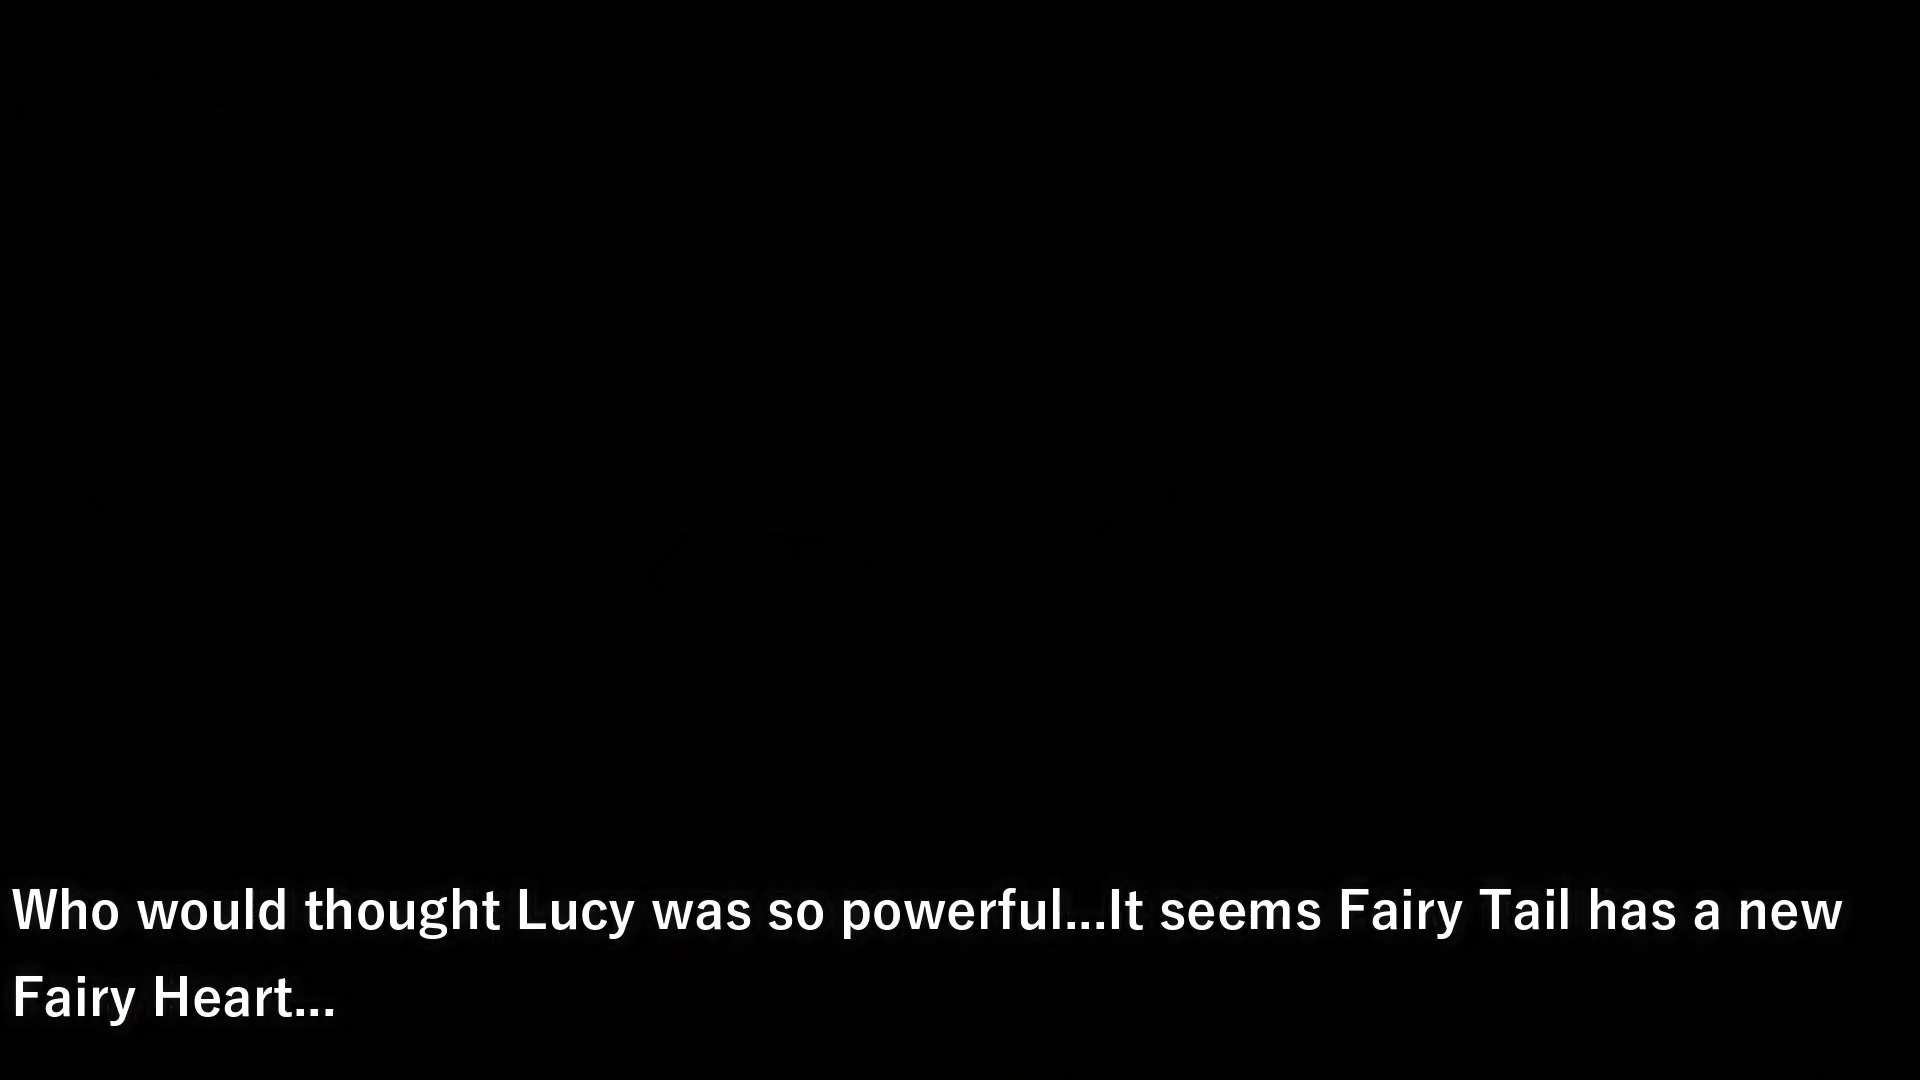 Who would thought Lucy was so powerful...It seems Fairy Tail has a new
Fairy Heart...